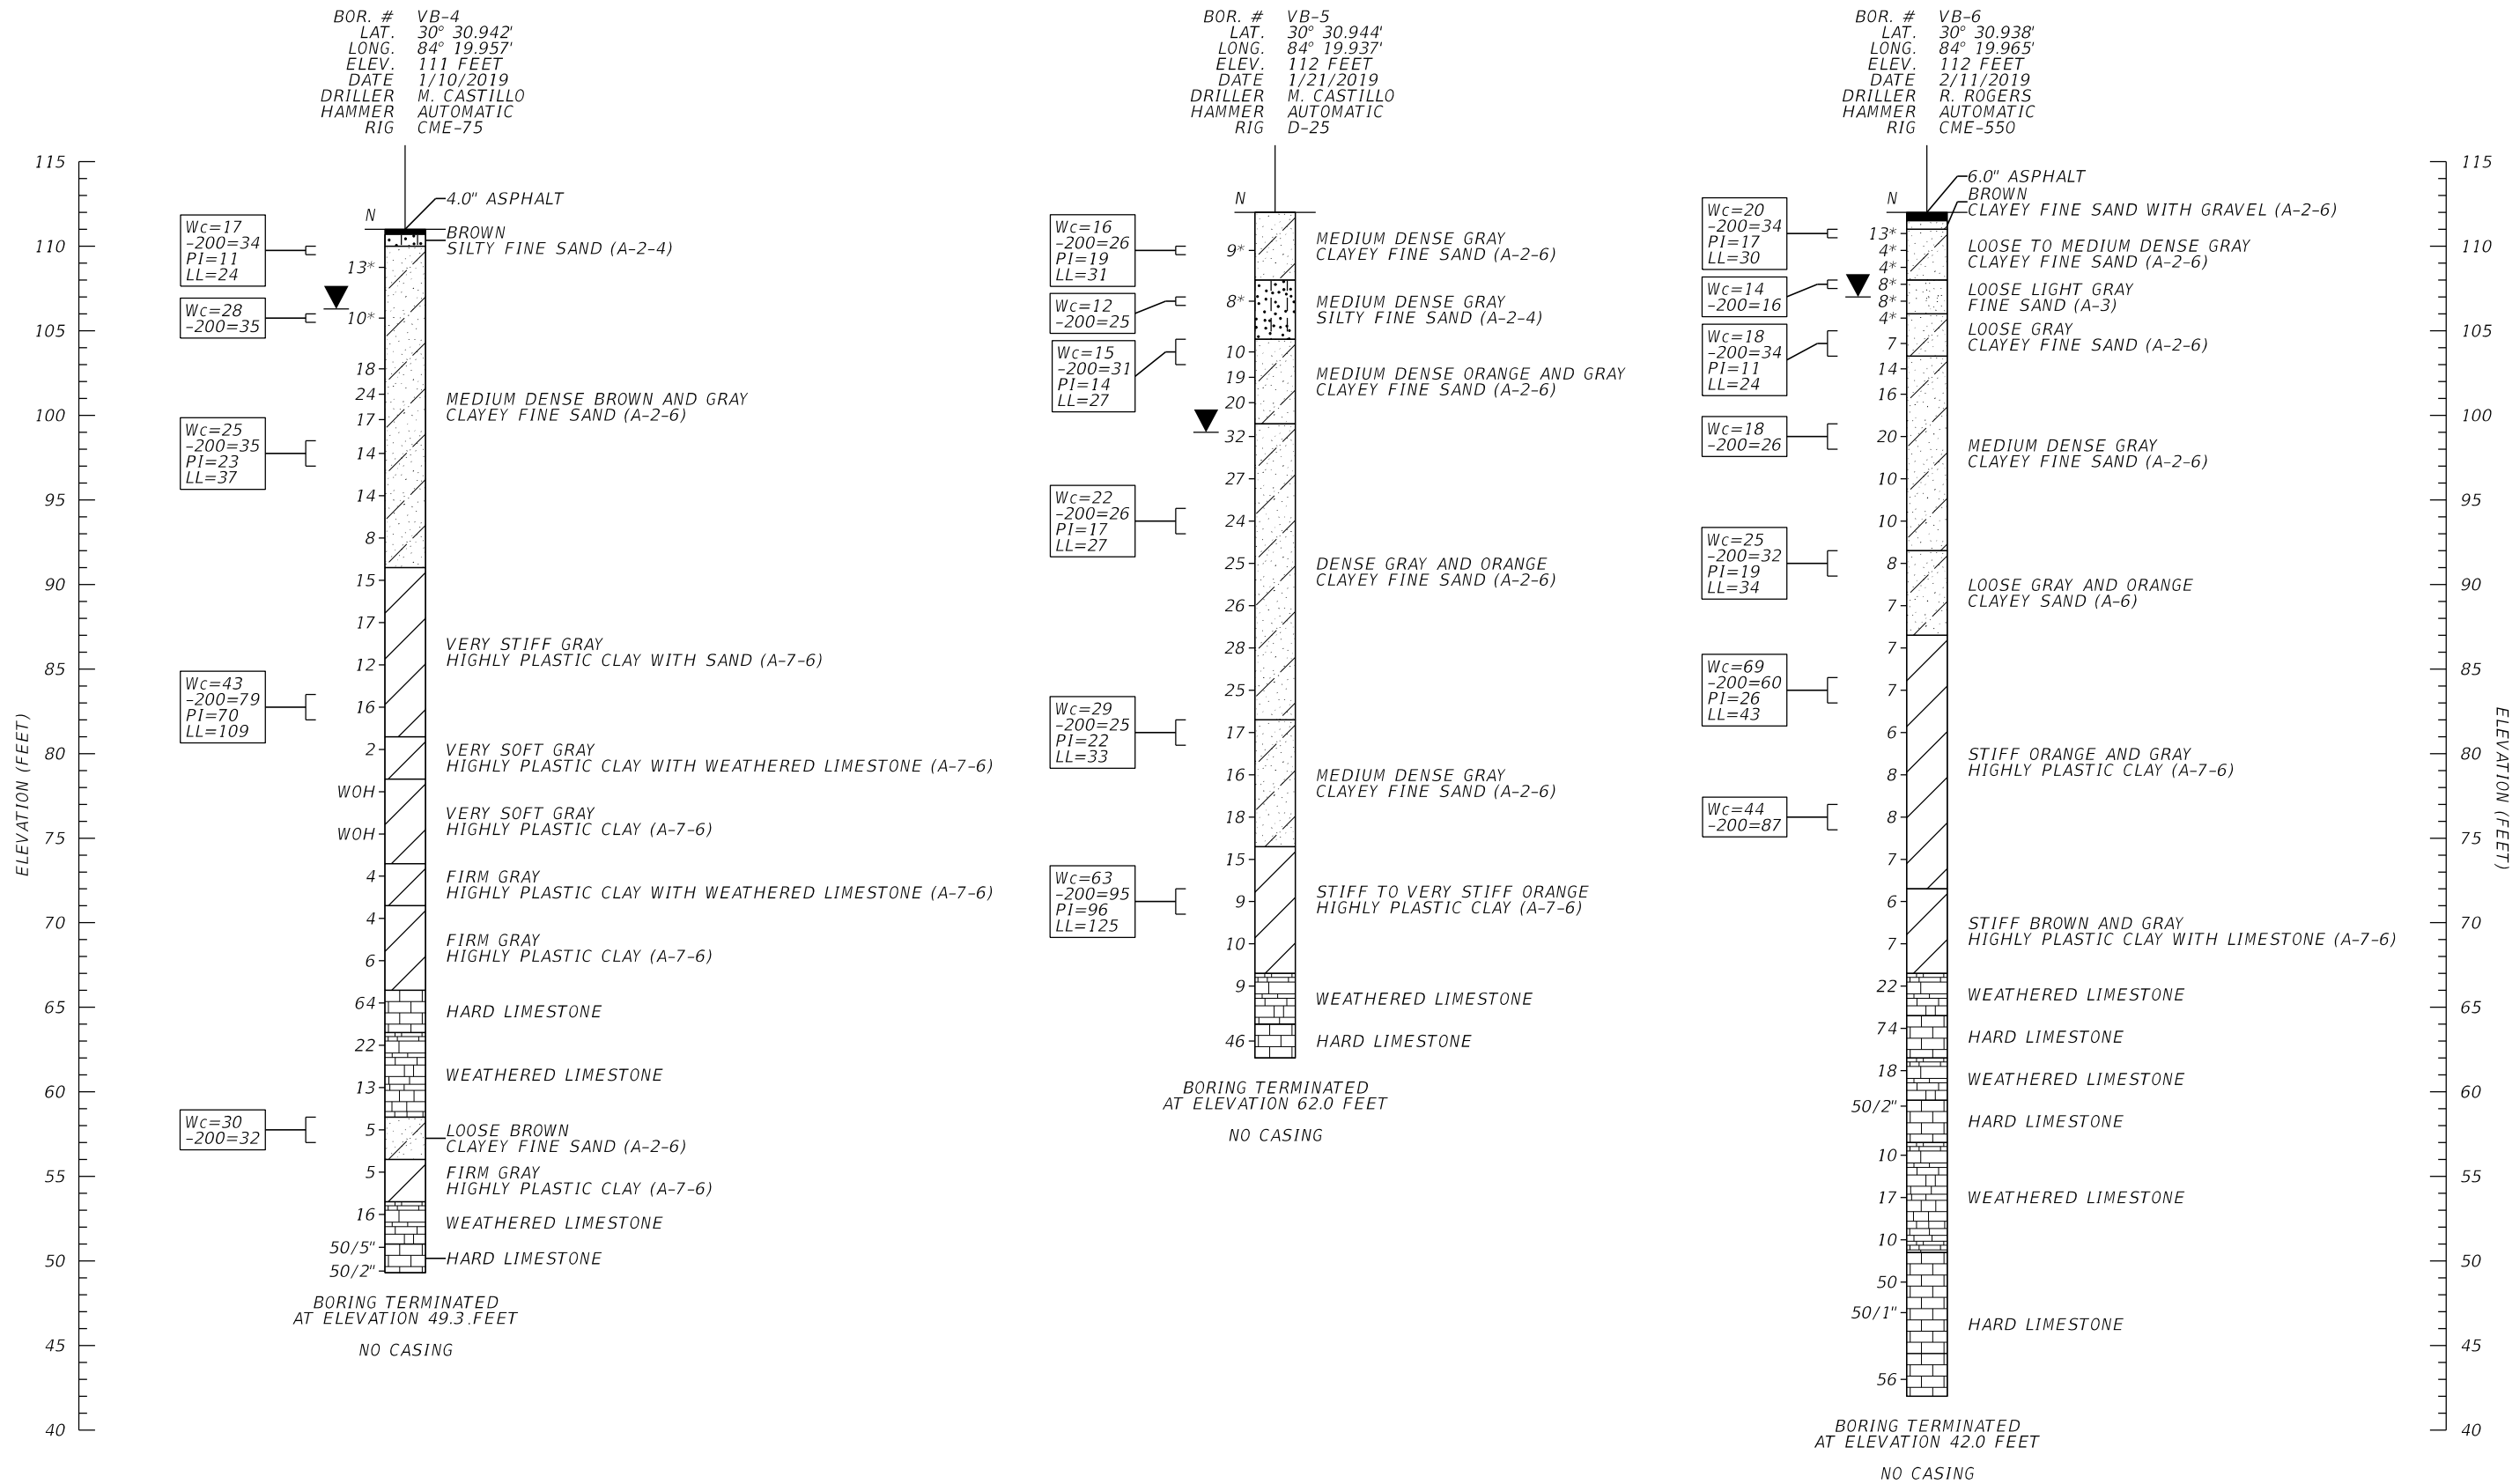 BOR. # VB-4
LAT. 30° 30.942'
LONG. 84° 19.957'
ELEV. 111 FEET
DATE 1/10/2019
DRILLER M. CASTILLO
HAMMER AUTOMATIC
RIG CME-75
BOR. # VB-5
LAT. 30° 30.944'
LONG. 84° 19.937'
ELEV. 112 FEET
DATE 1/21/2019
DRILLER M. CASTILLO
HAMMER AUTOMATIC
RIG D-25
BOR. # VB-6
LAT. 30° 30.938'
LONG. 84° 19.965'
ELEV. 112 FEET
DATE 2/11/2019
DRILLER R. ROGERS
HAMMER AUTOMATIC
RIG CME-550
115
110
105
100
95
90
85
80
75
70
65
60
55
50
45
40
ELEVATION (FEET)
Wc=17
-200=34
PI=11
LL=24
Wc=28
-200=35
Wc=25
-200=35
PI=23
LL=37
Wc=43
-200=79
PI=70
LL=109
Wc=30
-200=32
N
13*
10*
18
24
17
14
14
8
15
17
12
16
2
WOH
WOH
4
4
6
64
22
13
5
5
16
50/5"
50/2"
4.0" ASPHALT
BROWN
SILTY FINE SAND (A-2-4)
MEDIUM DENSE BROWN AND GRAY
CLAYEY FINE SAND (A-2-6)
VERY STIFF GRAY
HIGHLY PLASTIC CLAY WITH SAND (A-7-6)
VERY SOFT GRAY
HIGHLY PLASTIC CLAY WITH WEATHERED LIMESTONE (A-7-6)
VERY SOFT GRAY
HIGHLY PLASTIC CLAY (A-7-6)
FIRM GRAY
HIGHLY PLASTIC CLAY WITH WEATHERED LIMESTONE (A-7-6)
FIRM GRAY
HIGHLY PLASTIC CLAY (A-7-6)
HARD LIMESTONE
WEATHERED LIMESTONE
LOOSE BROWN
CLAYEY FINE SAND (A-2-6)
FIRM GRAY
HIGHLY PLASTIC CLAY (A-7-6)
WEATHERED LIMESTONE
HARD LIMESTONE
BORING TERMINATED
AT ELEVATION 49.3 FEET
NO CASING
Wc=16
-200=26
PI=19
LL=31
Wc=12
-200=25
Wc=15
-200=31
PI=14
LL=27
Wc=22
-200=26
PI=17
LL=27
Wc=29
-200=25
PI=22
LL=33
Wc=63
-200=95
PI=96
LL=125
N
9*
8*
10
19
20
32
27
24
25
26
28
25
17
16
18
15
9
10
9
46
MEDIUM DENSE GRAY
CLAYEY FINE SAND (A-2-6)
MEDIUM DENSE GRAY
SILTY FINE SAND (A-2-4)
MEDIUM DENSE ORANGE AND GRAY
CLAYEY FINE SAND (A-2-6)
DENSE GRAY AND ORANGE
CLAYEY FINE SAND (A-2-6)
MEDIUM DENSE GRAY
CLAYEY FINE SAND (A-2-6)
STIFF TO VERY STIFF ORANGE
HIGHLY PLASTIC CLAY (A-7-6)
WEATHERED LIMESTONE
HARD LIMESTONE
BORING TERMINATED
AT ELEVATION 62.0 FEET
NO CASING
Wc=20
-200=34
PI=17
LL=30
Wc=14
-200=16
Wc=18
-200=34
PI=11
LL=24
Wc=18
-200=26
Wc=25
-200=32
PI=19
LL=34
Wc=69
-200=60
PI=26
LL=43
Wc=44
-200=87
N
13*
4*
4*
8*
8*
4*
7
14
16
20
10
10
8
7
7
7
6
8
8
7
6
7
22
74
18
50/2"
10
17
10
50
50/1"
56
6.0" ASPHALT
BROWN
CLAYEY FINE SAND WITH GRAVEL (A-2-6)
LOOSE TO MEDIUM DENSE GRAY
CLAYEY FINE SAND (A-2-6)
LOOSE LIGHT GRAY
FINE SAND (A-3)
LOOSE GRAY
CLAYEY FINE SAND (A-2-6)
MEDIUM DENSE GRAY
CLAYEY FINE SAND (A-2-6)
LOOSE GRAY AND ORANGE
CLAYEY SAND (A-6)
STIFF ORANGE AND GRAY
HIGHLY PLASTIC CLAY (A-7-6)
STIFF BROWN AND GRAY
HIGHLY PLASTIC CLAY WITH LIMESTONE (A-7-6)
WEATHERED LIMESTONE
HARD LIMESTONE
WEATHERED LIMESTONE
HARD LIMESTONE
WEATHERED LIMESTONE
HARD LIMESTONE
BORING TERMINATED
AT ELEVATION 42.0 FEET
NO CASING
115
110
105
100
95
90
85
80
75
70
65
60
55
50
45
40
ELEVATION (FEET)